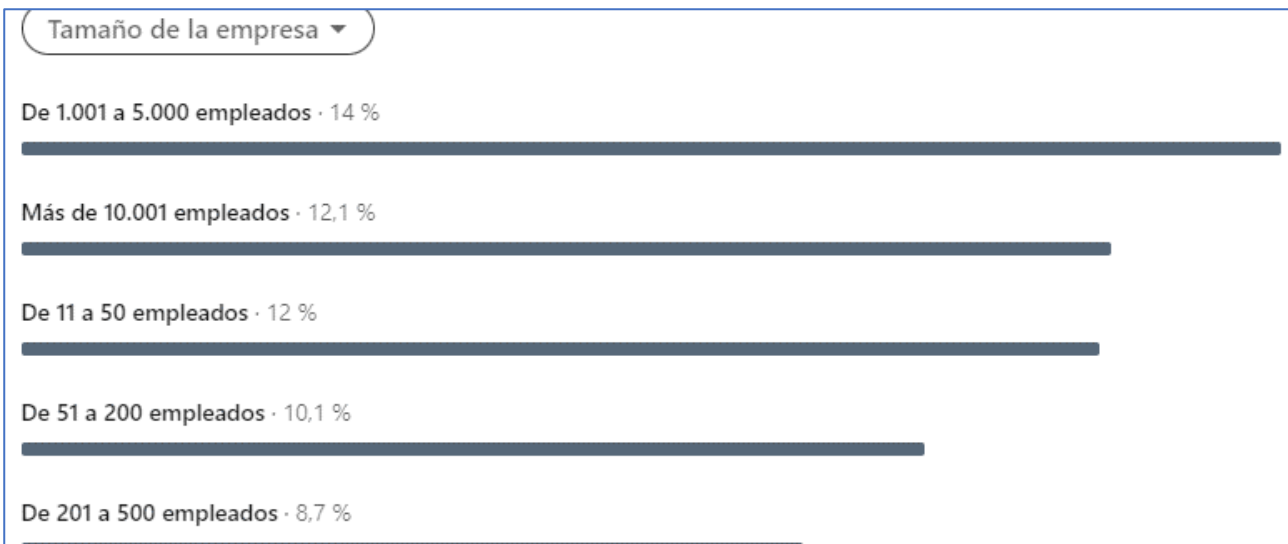 Tamaño de la empresa
De 1.001 a 5.000 empleados · 14 %
Más de 10.001 empleados · 12,1 %
De 11 a 50 empleados · 12 %
De 51 a 200 empleados · 10,1 %
De 201 a 500 empleados · 8,7 %